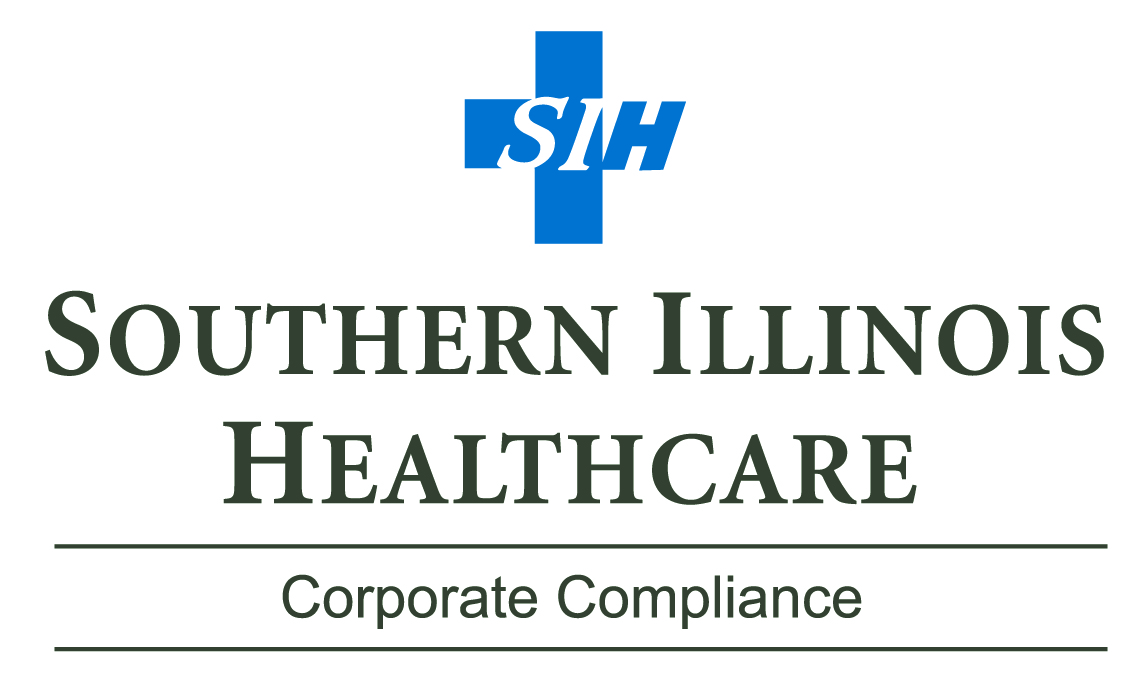 SIH
SOUTHERN ILLINOIS
HEALTHCARE
Corporate Compliance